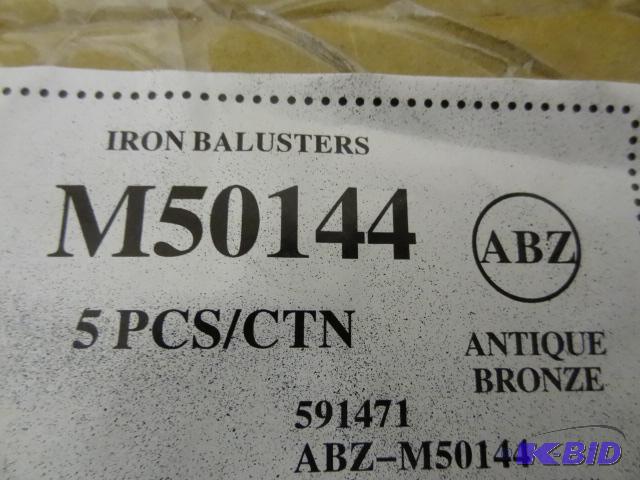 IRON BALUSTERS
M50144
ABZ
5 PCS/CTN
ANTIQUE
BRONZE
591471
ABZ-M50144
K-BID